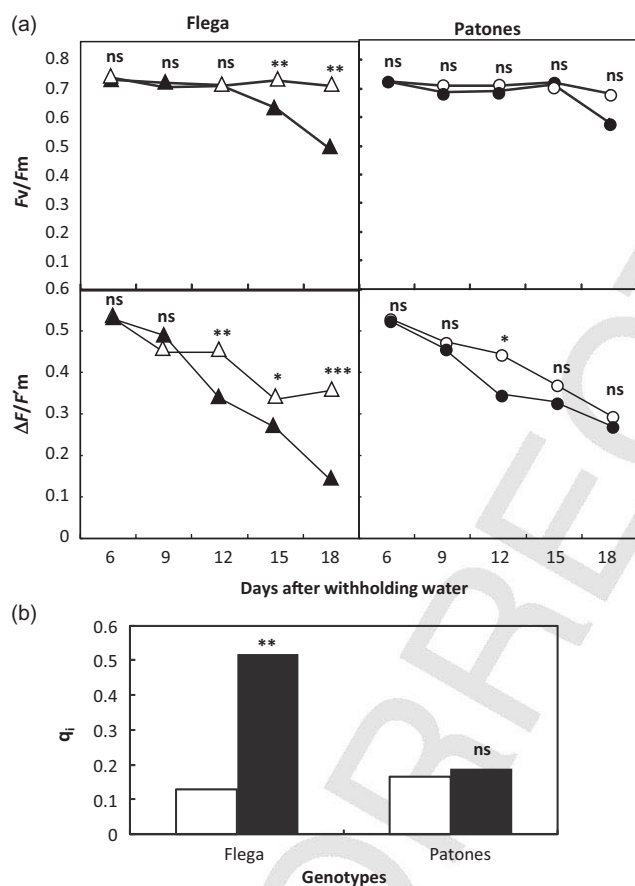 (a)
Flega
Patones
Fv/Fm
0.8
0.7
0.6
0.5
0.4
0.3
0.2
0.1
0.0
ns ns ns ** **
ns ns ns ns ns
ΔF/F'm
0.6
0.5
0.4
0.3
0.2
0.1
0
ns ns ** * ***
ns ns * ns ns
6 9 12 15 18
6 9 12 15 18
Days after withholding water
(b)
qi
0.6
0.5
0.4
0.3
0.2
0.1
0
**
ns
Flega
Patones
Genotypes
ORRECT